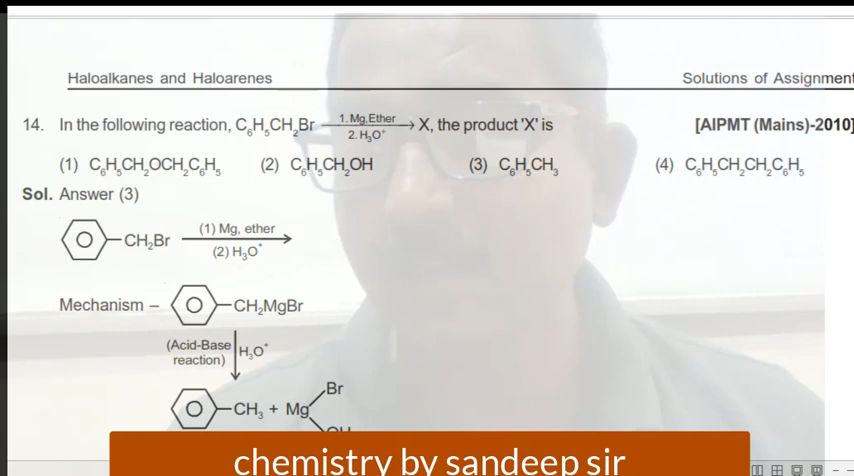 Haloalkanes and Haloarenes
Solutions of Assignment
14. In the following reaction, C₆H₅CH₂Br 1. Mg,Ether 2. H₃O⁺ → X, the product 'X' is [AIPMT (Mains)-2010]
(1) C₆H₅CH₂OCH₂C₆H₅ (2) C₆H₅CH₂OH (3) C₆H₅CH₃ (4) C₆H₅CH₂CH₂C₆H₅
Sol. Answer (3)
CH₂Br (1) Mg, ether
(2) H₃O⁺
Mechanism – CH₂MgBr
(Acid-Base reaction) H₃O⁺
Br
CH₃ + Mg
OH
chemistry by sandeep sir